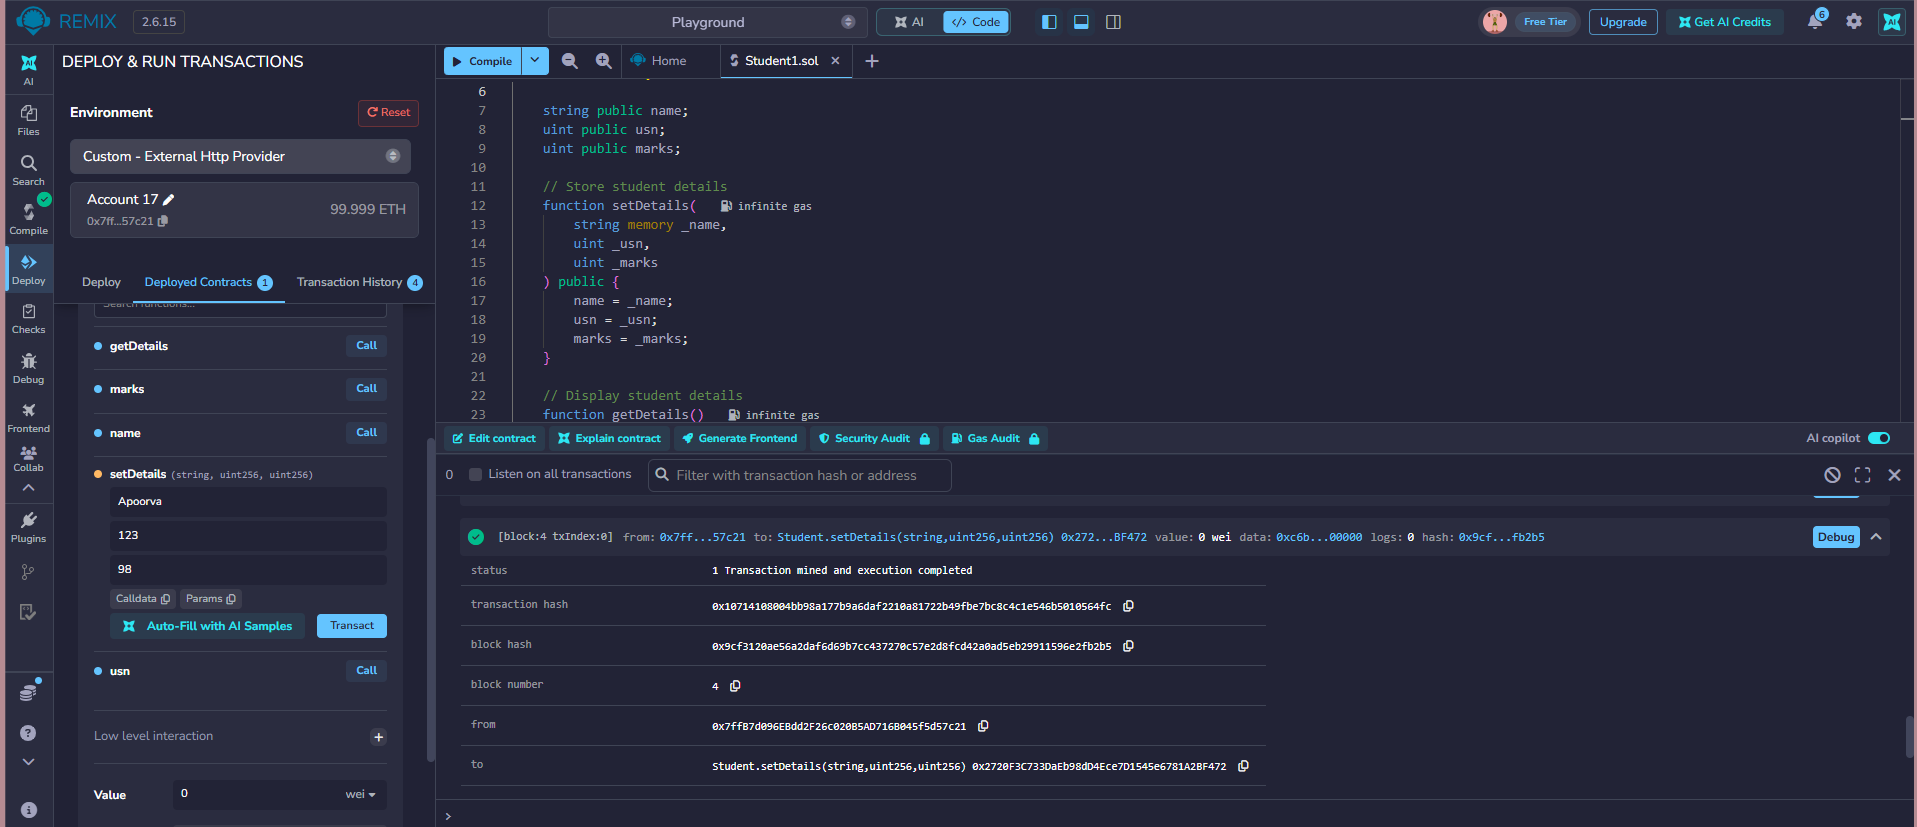 REMIX 2.6.15 Playground AI </> Code Free Tier Upgrade Get AI Credits 6 AI
AI
Files
Search
Compile
Deploy
Checks
Debug
Frontend
Collab
Plugins
DEPLOY & RUN TRANSACTIONS
Environment Reset
Custom - External Http Provider
Account 17 99.999 ETH
0x7ff...57c21
Deploy Deployed Contracts 1 Transaction History 4
Search functions...
getDetails Call
marks Call
name Call
setDetails (string, uint256, uint256)
Apoorva
123
98
Calldata Params
Auto-Fill with AI Samples Transact
usn Call
Low level interaction +
Value 0 wei
Compile Home Student1.sol
6
7 string public name;
8 uint public usn;
9 uint public marks;
10
11 // Store student details
12 function setDetails( infinite gas
13 string memory _name,
14 uint _usn,
15 uint _marks
16 ) public {
17 name = _name;
18 usn = _usn;
19 marks = _marks;
20 }
21
22 // Display student details
23 function getDetails() infinite gas
Edit contract Explain contract Generate Frontend Security Audit Gas Audit AI copilot
0 Listen on all transactions Filter with transaction hash or address
[block:4 txIndex:0] from: 0x7ff...57c21 to: Student.setDetails(string,uint256,uint256) 0x272...BF472 value: 0 wei data: 0xc6b...00000 logs: 0 hash: 0x9cf...fb2b5 Debug
status 1 Transaction mined and execution completed
transaction hash 0x10714108004bb98a177b9a6daf2210a81722b49fbe7bc8c4c1e546b5010564fc
block hash 0x9cf3120ae56a2daf6d69b7cc437270c57e2d8fcd42a0ad5eb29911596e2fb2b5
block number 4
from 0x7ffB7d096EBdd2F26c020B5AD716B045f5d57c21
to Student.setDetails(string,uint256,uint256) 0x2720F3C733DaEb98dD4Ece7D1545e6781A2BF472
>